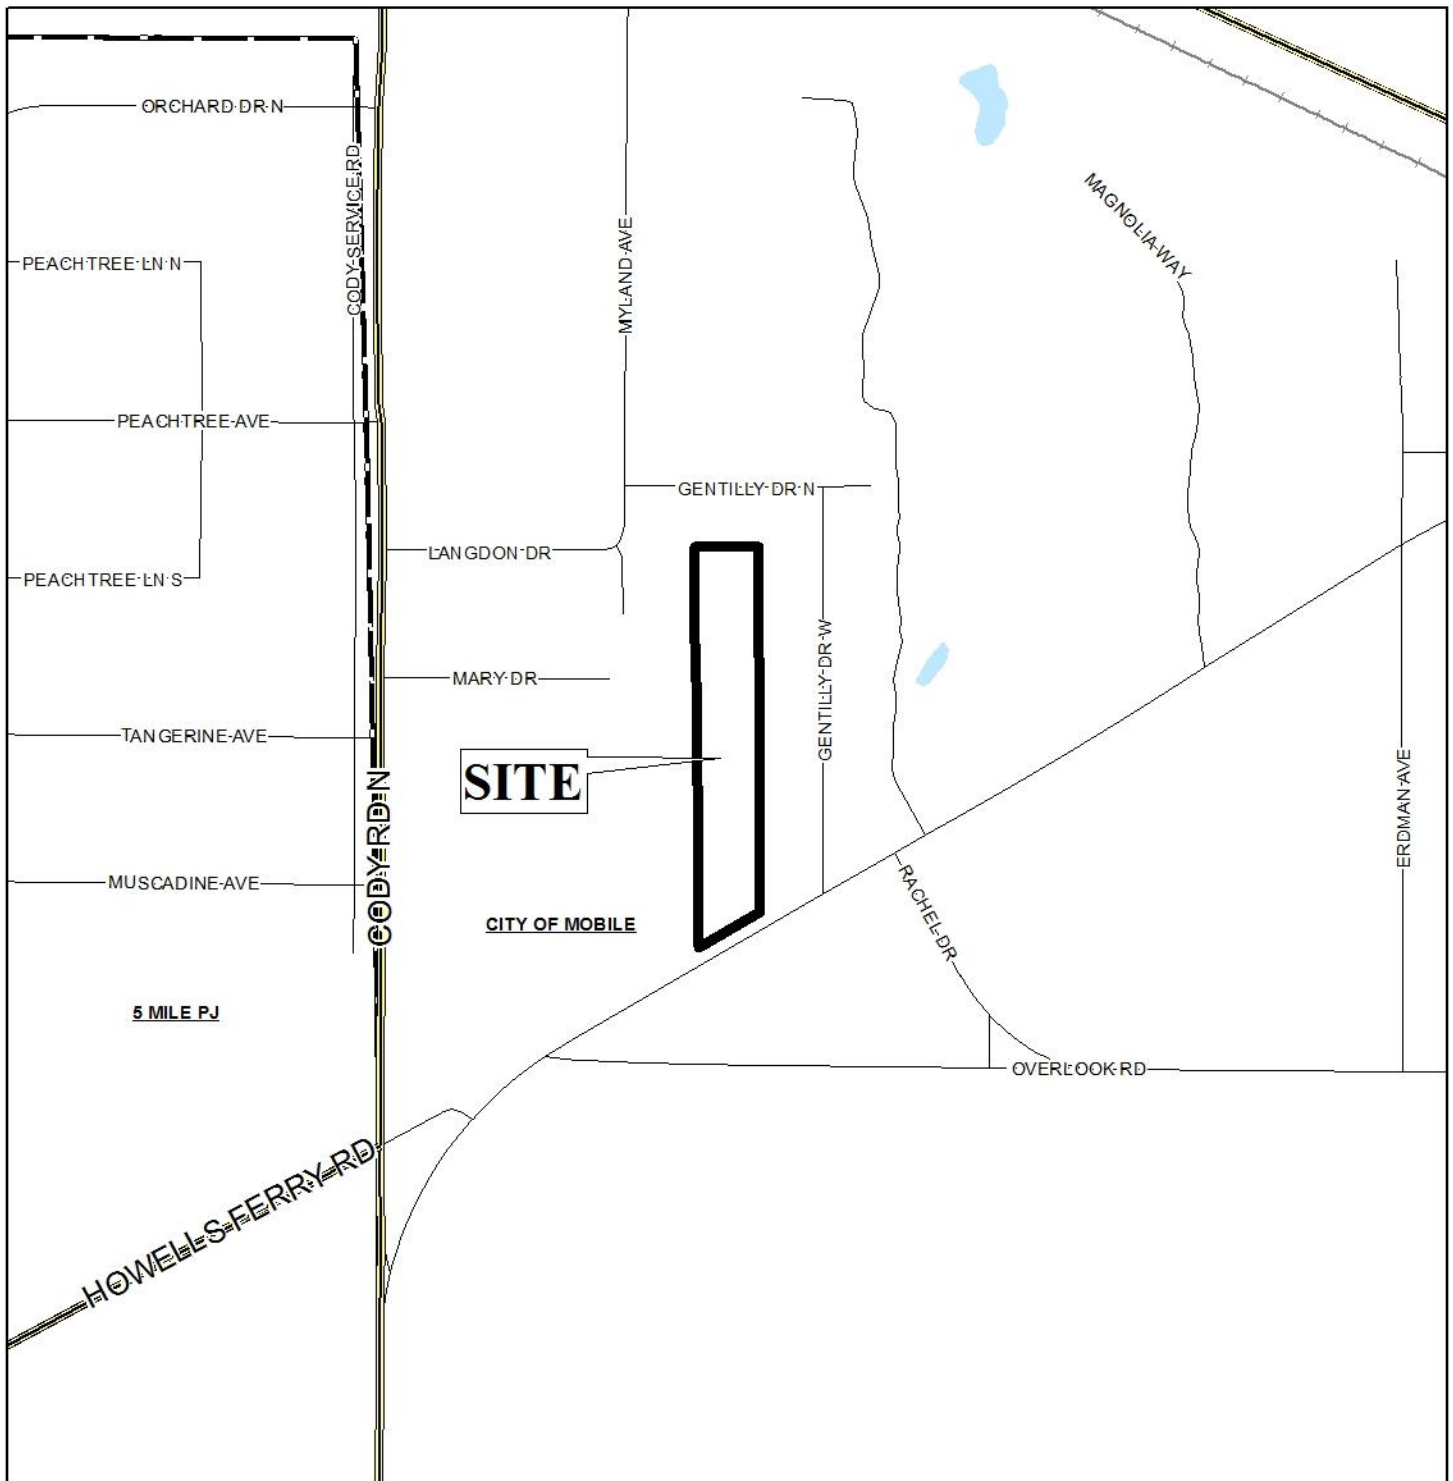 ORCHARD DR N
CODY SERVICE RD
MAGNOLIA WAY
MYLAND AVE
PEACHTREE LN N
PEACHTREE AVE
GENTILLY DR N
LANGDON DR
PEACHTREE LN S
GENTILLY DR W
MARY DR
TANGERINE AVE
SITE
CODY RD N
ERDMAN AVE
MUSCADINE AVE
RACHEL DR
CITY OF MOBILE
5 MILE PJ
OVERLOOK RD
HOWELLS FERRY RD